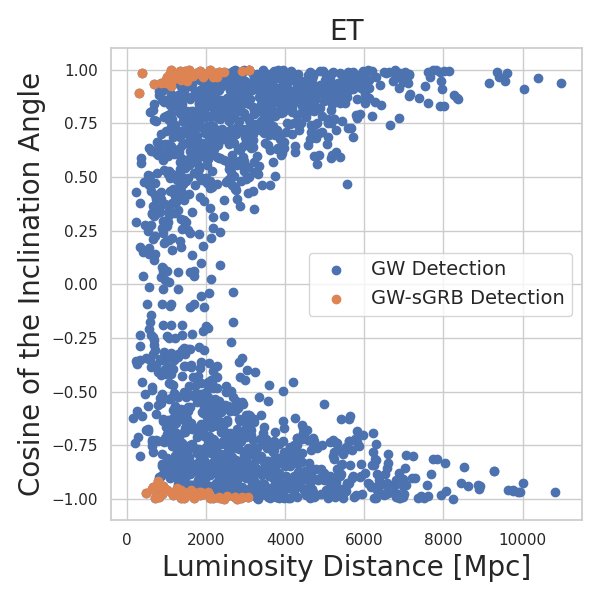 ET
Cosine of the Inclination Angle
1.00
0.75
0.50
0.25
0.00
−0.25
−0.50
−0.75
−1.00
GW Detection
GW-sGRB Detection
0 2000 4000 6000 8000 10000
Luminosity Distance [Mpc]